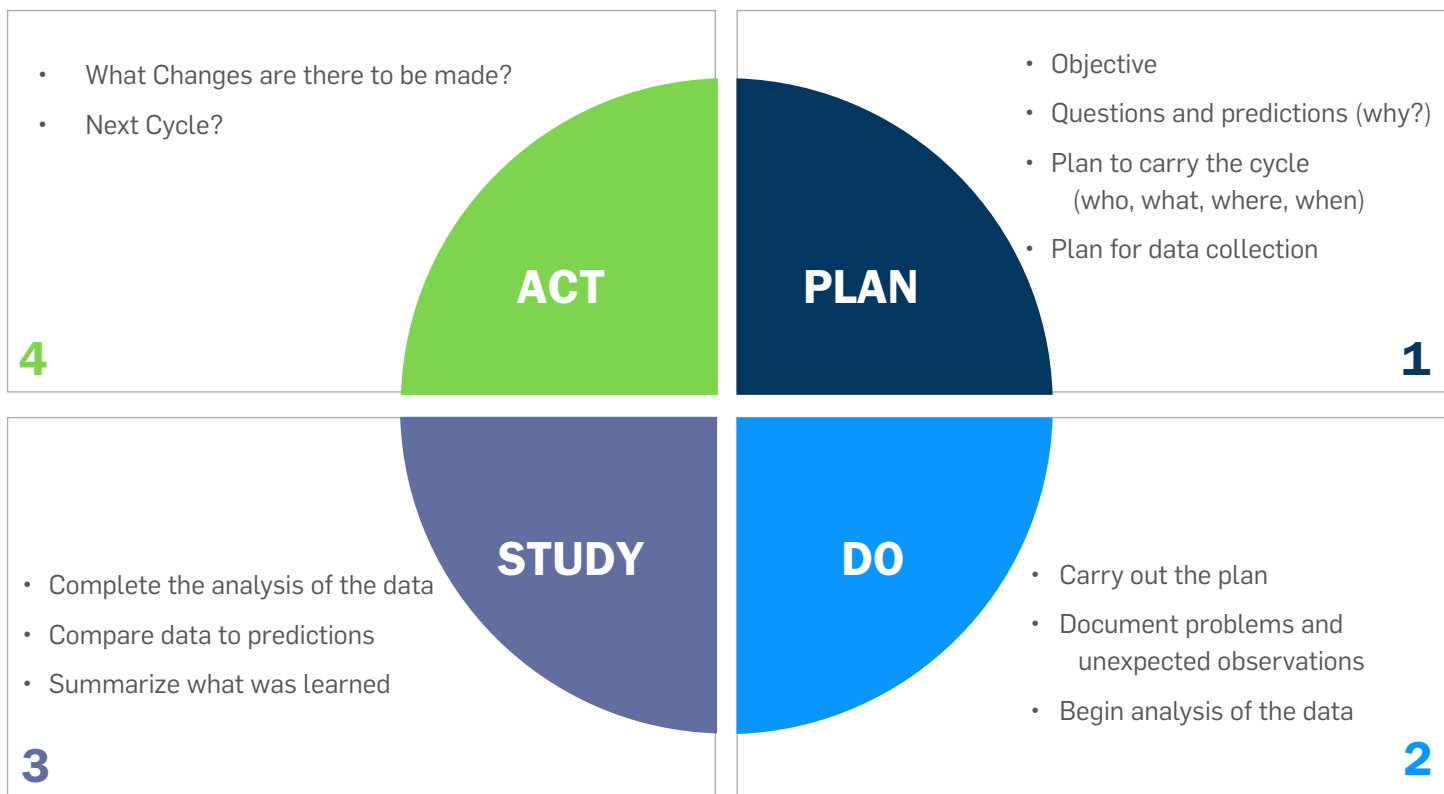 • What Changes are there to be made?
• Next Cycle?
ACT
4
• Objective
• Questions and predictions (why?)
• Plan to carry the cycle
(who, what, where, when)
• Plan for data collection
PLAN
1
STUDY
• Complete the analysis of the data
• Compare data to predictions
• Summarize what was learned
3
DO
• Carry out the plan
• Document problems and
unexpected observations
• Begin analysis of the data
2